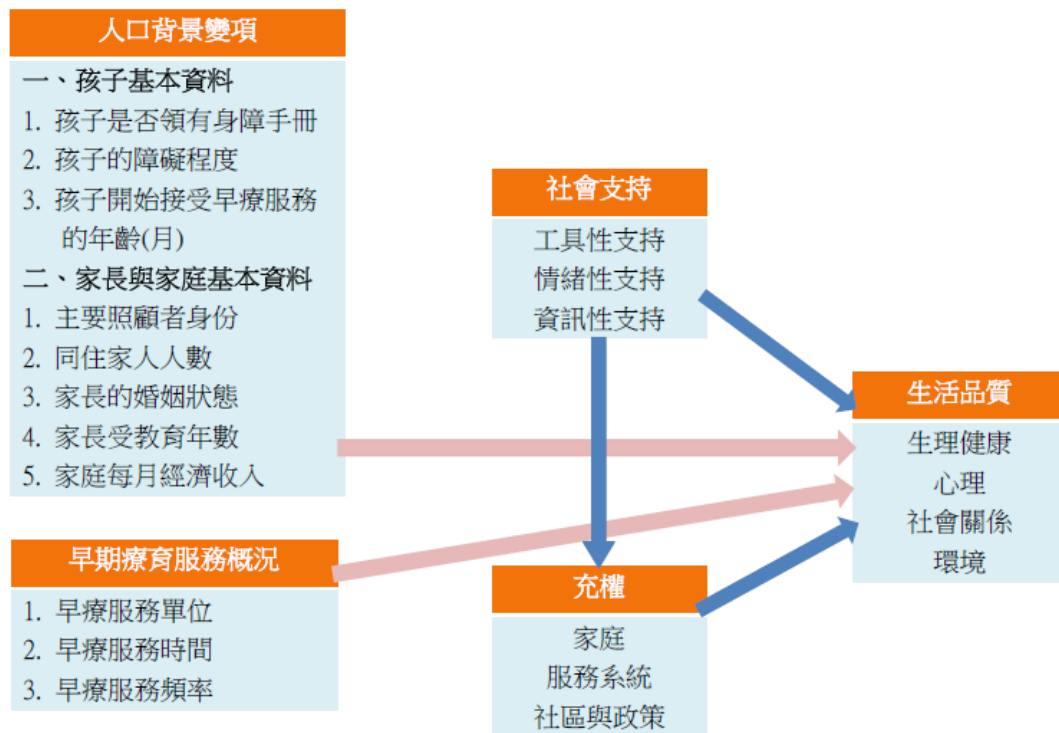 人口背景變項
一、孩子基本資料
1. 孩子是否領有身障手冊
2. 孩子的障礙程度
3. 孩子開始接受早療服務
的年齡(月)
二、家長與家庭基本資料
1. 主要照顧者身份
2. 同住家人人數
3. 家長的婚姻狀態
4. 家長受教育年數
5. 家庭每月經濟收入
早期療育服務概況
1. 早療服務單位
2. 早療服務時間
3. 早療服務頻率
社會支持
工具性支持
情緒性支持
資訊性支持
充權
家庭
服務系統
社區與政策
生活品質
生理健康
心理
社會關係
環境